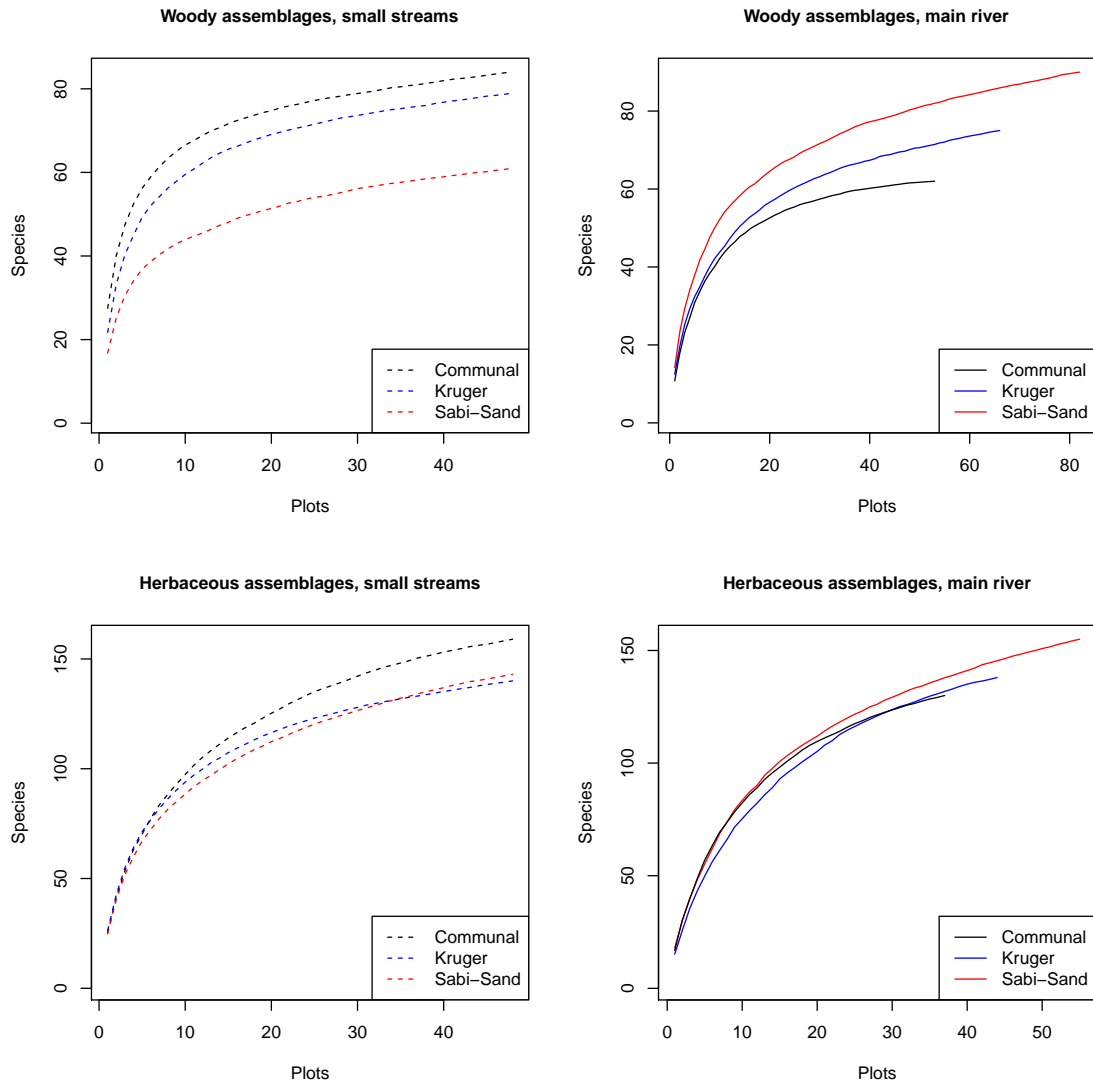 Woody assemblages, small streams
Species
80
60
40
20
0
Communal
Kruger
Sabi−Sand
0 10 20 30 40
Plots
Woody assemblages, main river
Species
80
60
40
20
0
Communal
Kruger
Sabi−Sand
0 20 40 60 80
Plots
Herbaceous assemblages, small streams
Species
150
100
50
0
Communal
Kruger
Sabi−Sand
0 10 20 30 40
Plots
Herbaceous assemblages, main river
Species
150
100
50
0
Communal
Kruger
Sabi−Sand
0 10 20 30 40 50
Plots